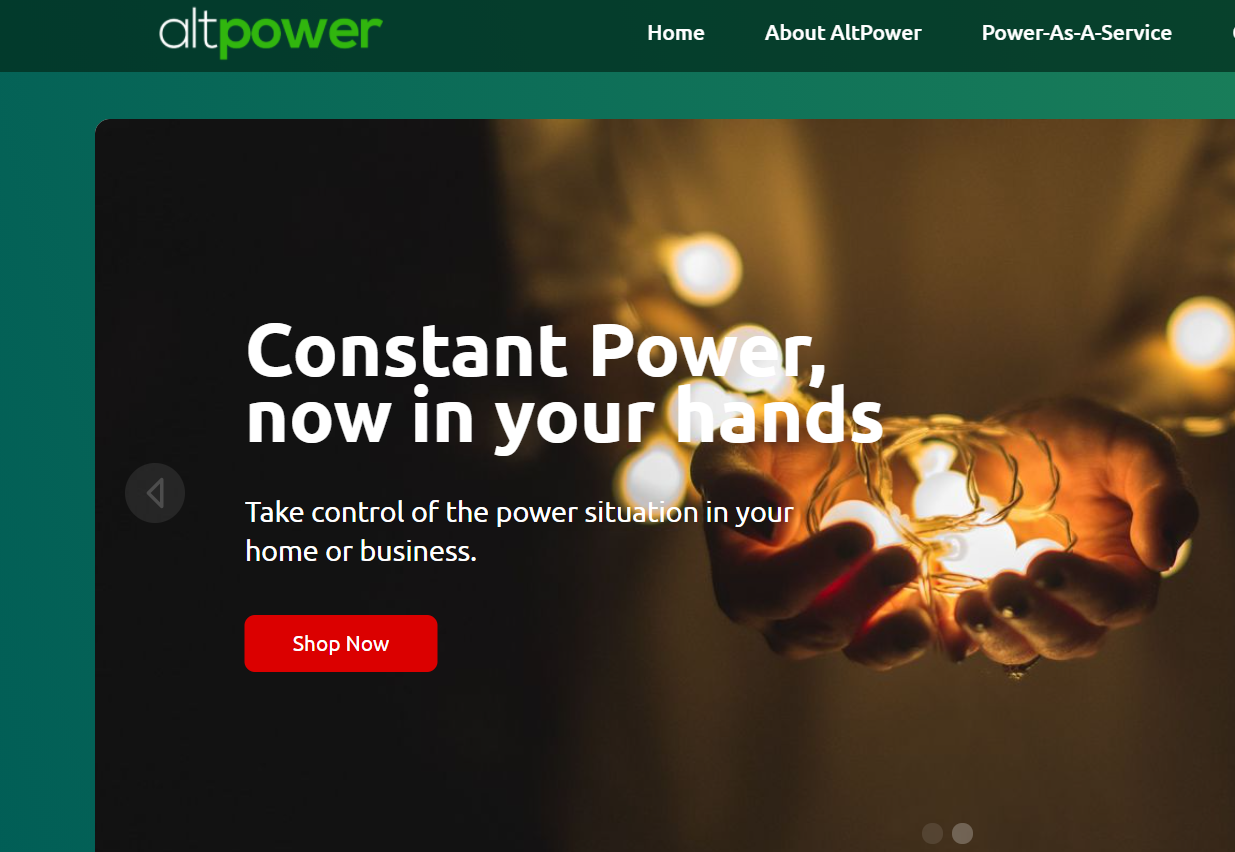 altpower
Home About AltPower Power-As-A-Service
Constant Power,
now in your hands
Take control of the power situation in your
home or business.
Shop Now